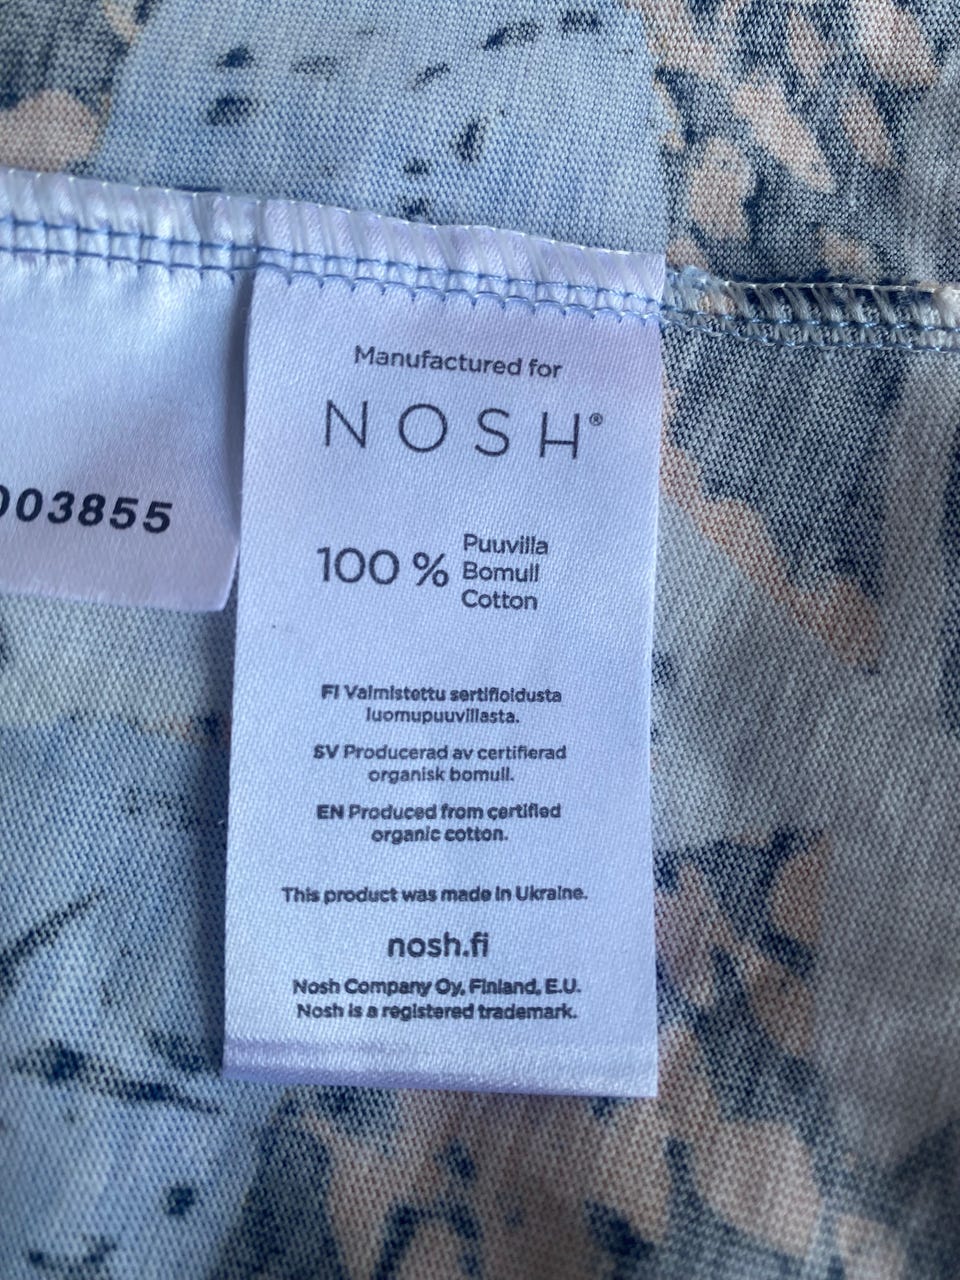 003855
Manufactured for
NOSH®
100 % Puuvilla
Bomull
Cotton
FI Valmistettu sertifioidusta
luomupuuvillasta.
SV Producerad av certifierad
organisk bomull.
EN Produced from certified
organic cotton.
This product was made in Ukraine.
nosh.fi
Nosh Company Oy, Finland, E.U.
Nosh is a registered trademark.